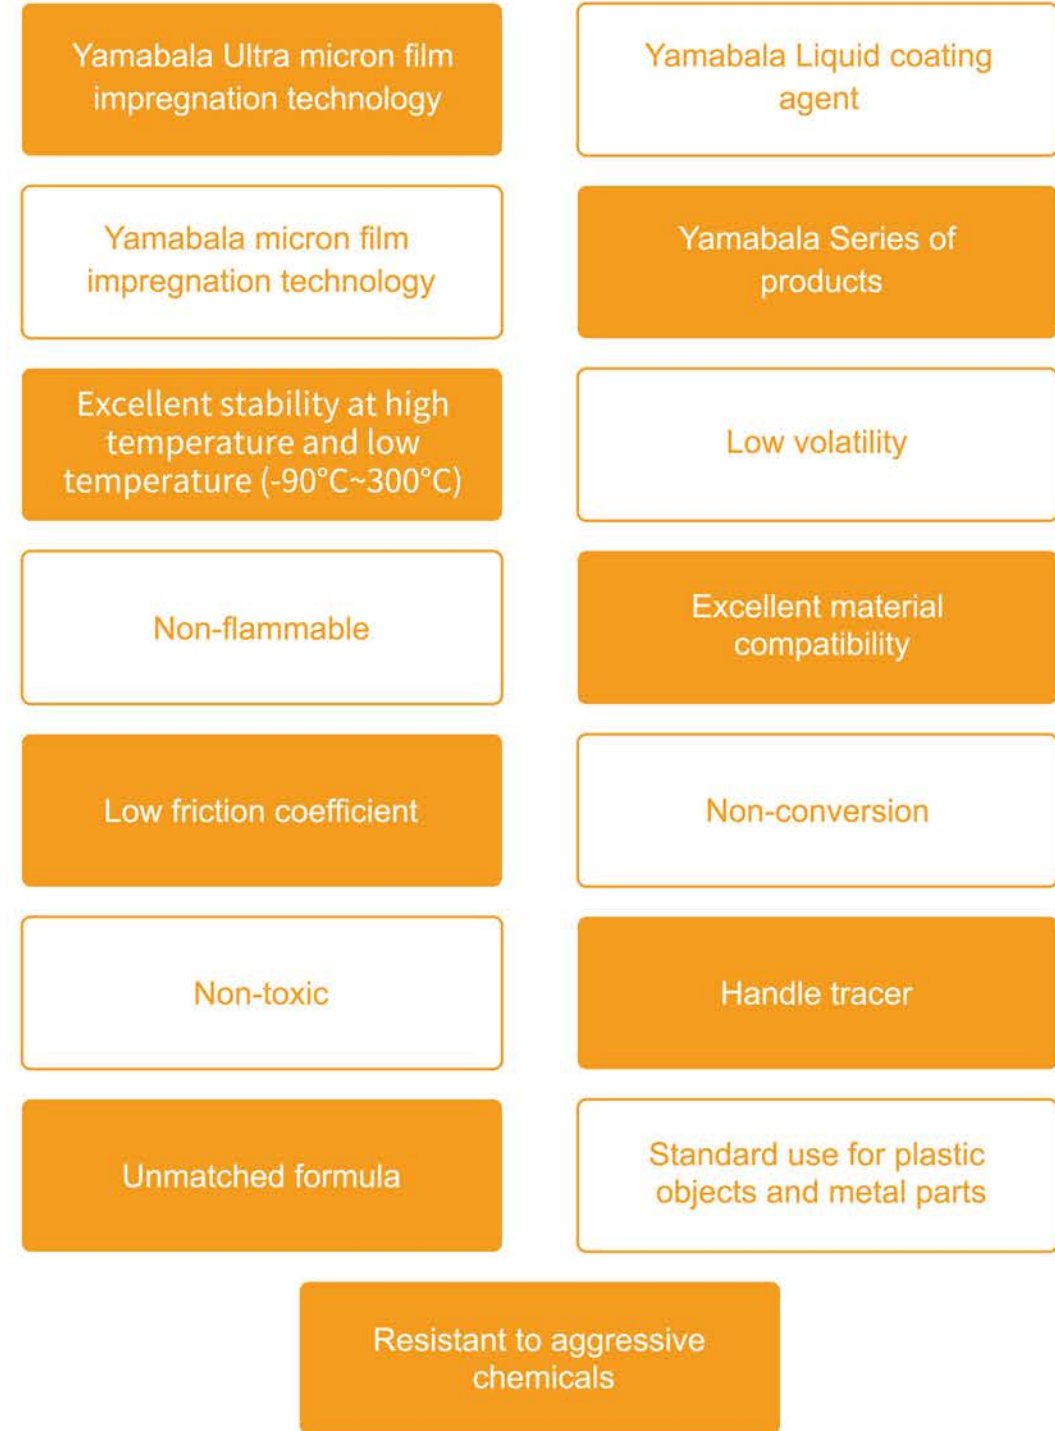 Yamabala Ultra micron film
impregnation technology
Yamabala Liquid coating
agent
Yamabala micron film
impregnation technology
Yamabala Series of
products
Excellent stability at high
temperature and low
temperature (-90°C~300°C)
Low volatility
Non-flammable
Excellent material
compatibility
Low friction coefficient
Non-conversion
Non-toxic
Handle tracer
Unmatched formula
Standard use for plastic
objects and metal parts
Resistant to aggressive
chemicals